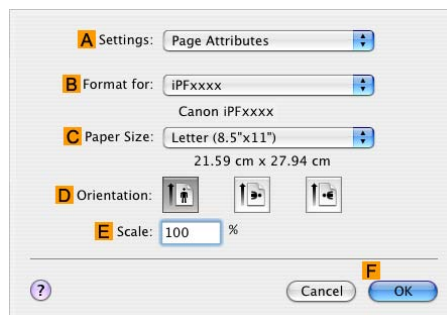 A Settings: Page Attributes
B Format for: iPFxxxx
Canon iPFxxxx
C Paper Size: Letter (8.5"x11")
21.59 cm x 27.94 cm
D Orientation:
E Scale: 100 %
F
? Cancel OK